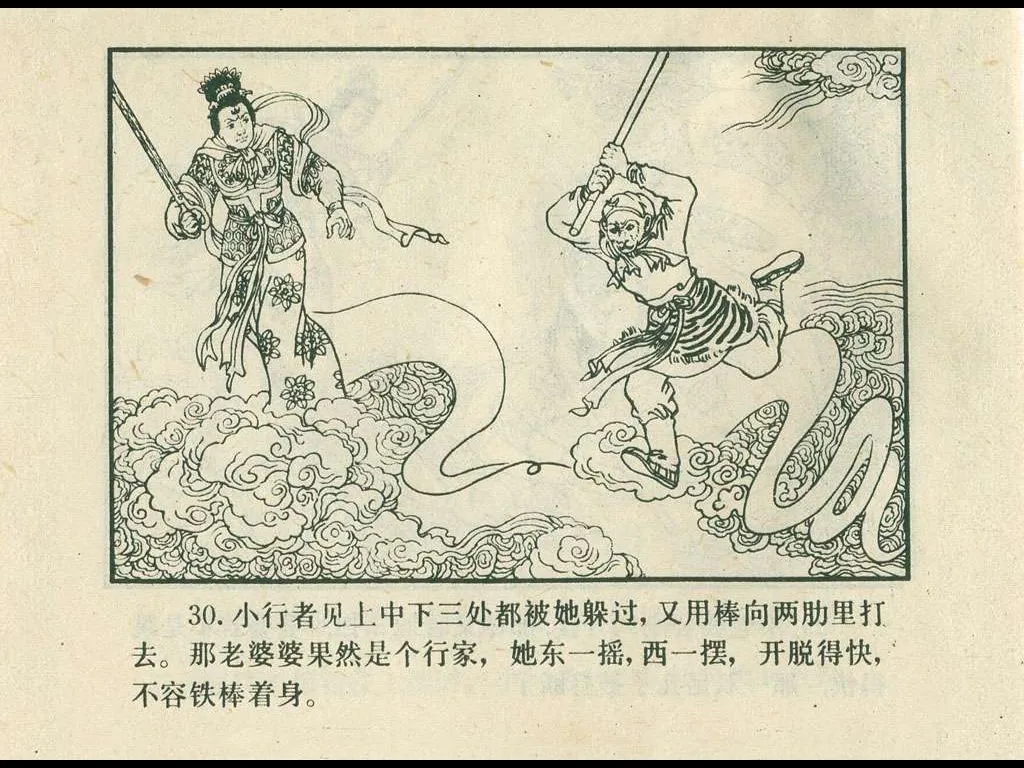 30. 小行者见上中下三处都被她躲过, 又用棒向两肋里打
去。那老婆婆果然是个行家, 她东一摇, 西一摆, 开脱得快,
不容铁棒着身。